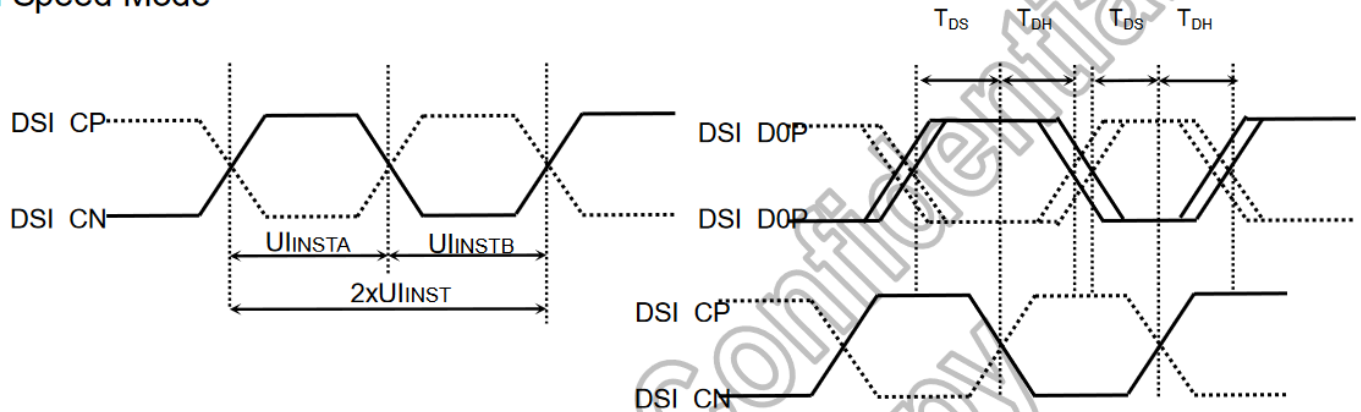 Speed Mode
TDS TDH TDS TDH
DSI CP
DSI CN
UIINSTA UIINSTB
2xUIINST
DSI D0P
DSI D0P
DSI CP
DSI CN
Confidential